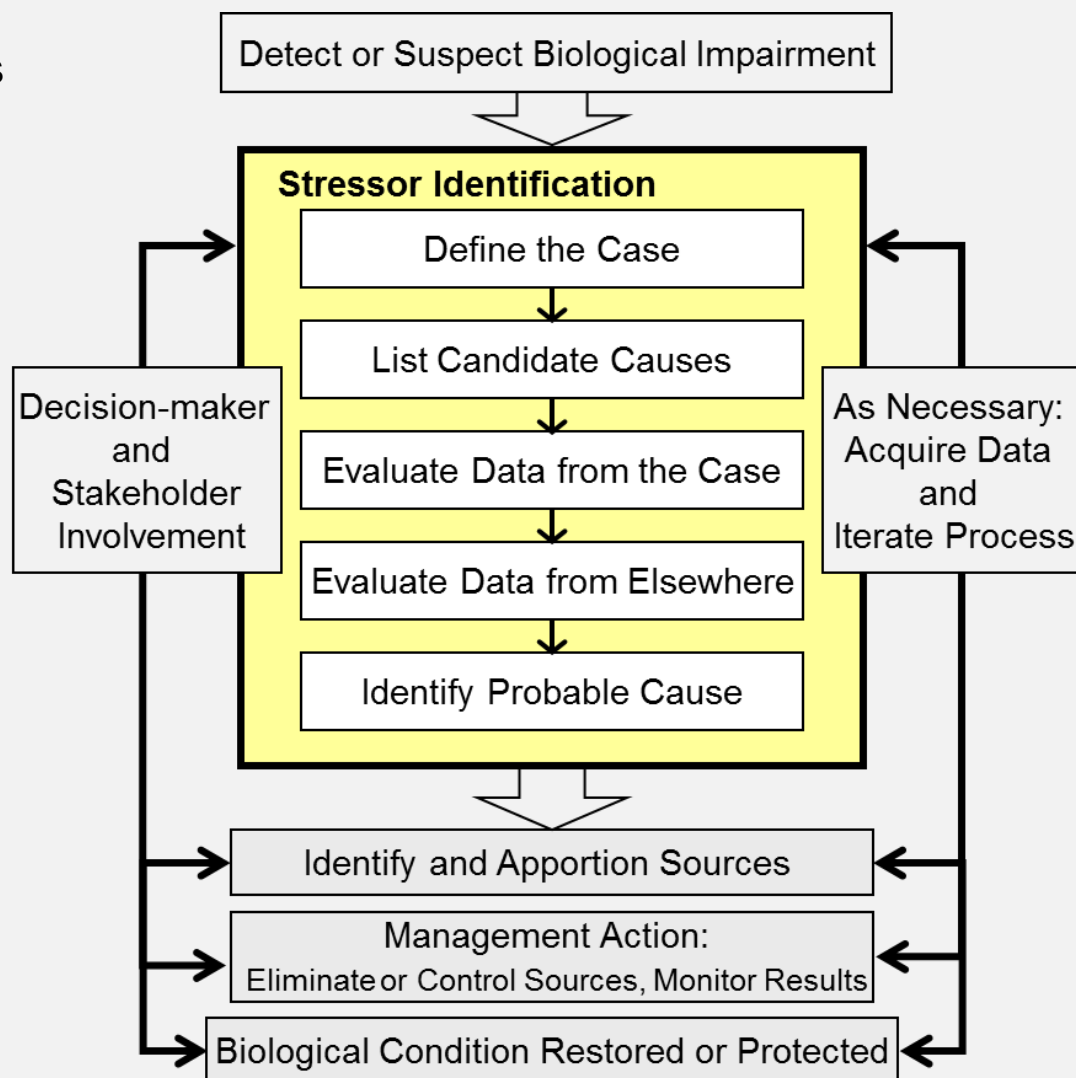 Detect or Suspect Biological Impairment
s
Stressor Identification
Define the Case
List Candidate Causes
Evaluate Data from the Case
Evaluate Data from Elsewhere
Identify Probable Cause
Decision-maker
and
Stakeholder
Involvement
As Necessary:
Acquire Data
and
Iterate Process
Identify and Apportion Sources
Management Action:
Eliminate or Control Sources, Monitor Results
Biological Condition Restored or Protected